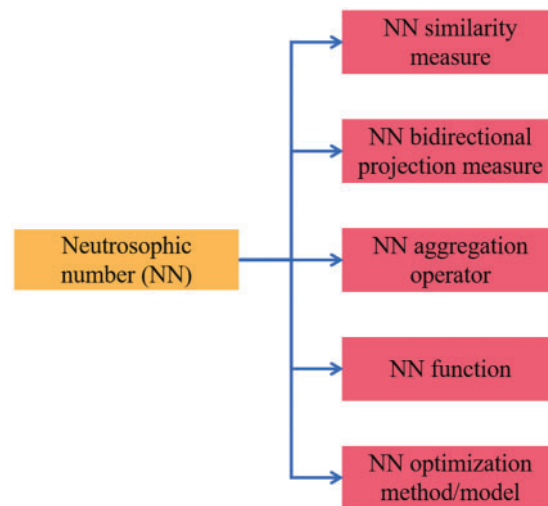 NN similarity
measure
NN bidirectional
projection measure
Neutrosophic
number (NN)
NN aggregation
operator
NN function
NN optimization
method/model